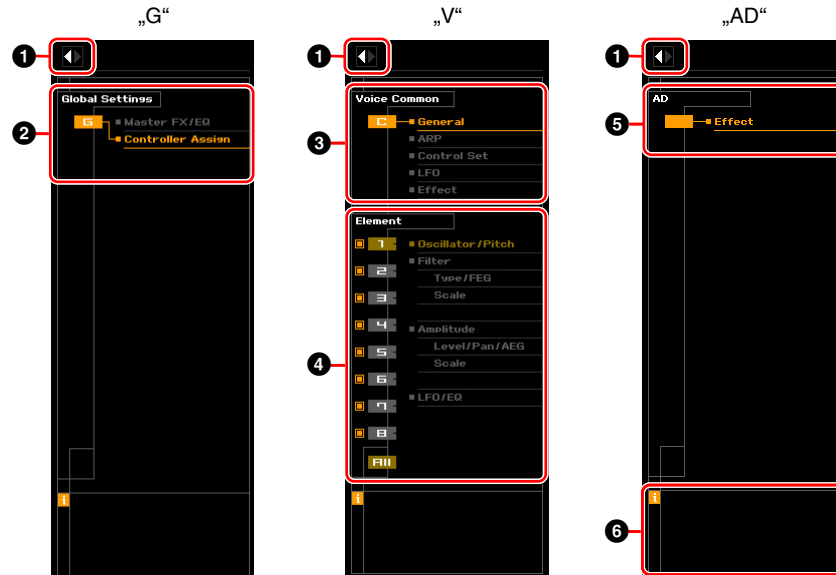 „G“
„V“
„AD“
1
1
1
Global Settings
G
Master FX/EQ
Controller Assign
2
Voice Common
C
General
ARP
Control Set
LFO
Effect
3
AD
Effect
5
Element
1
Oscillator/Pitch
2
Filter
Type/FEG
3
Scale
4
Amplitude
5
Level/Pan/AEG
Scale
6
7
LFO/EQ
8
All
4
i
i
i
6